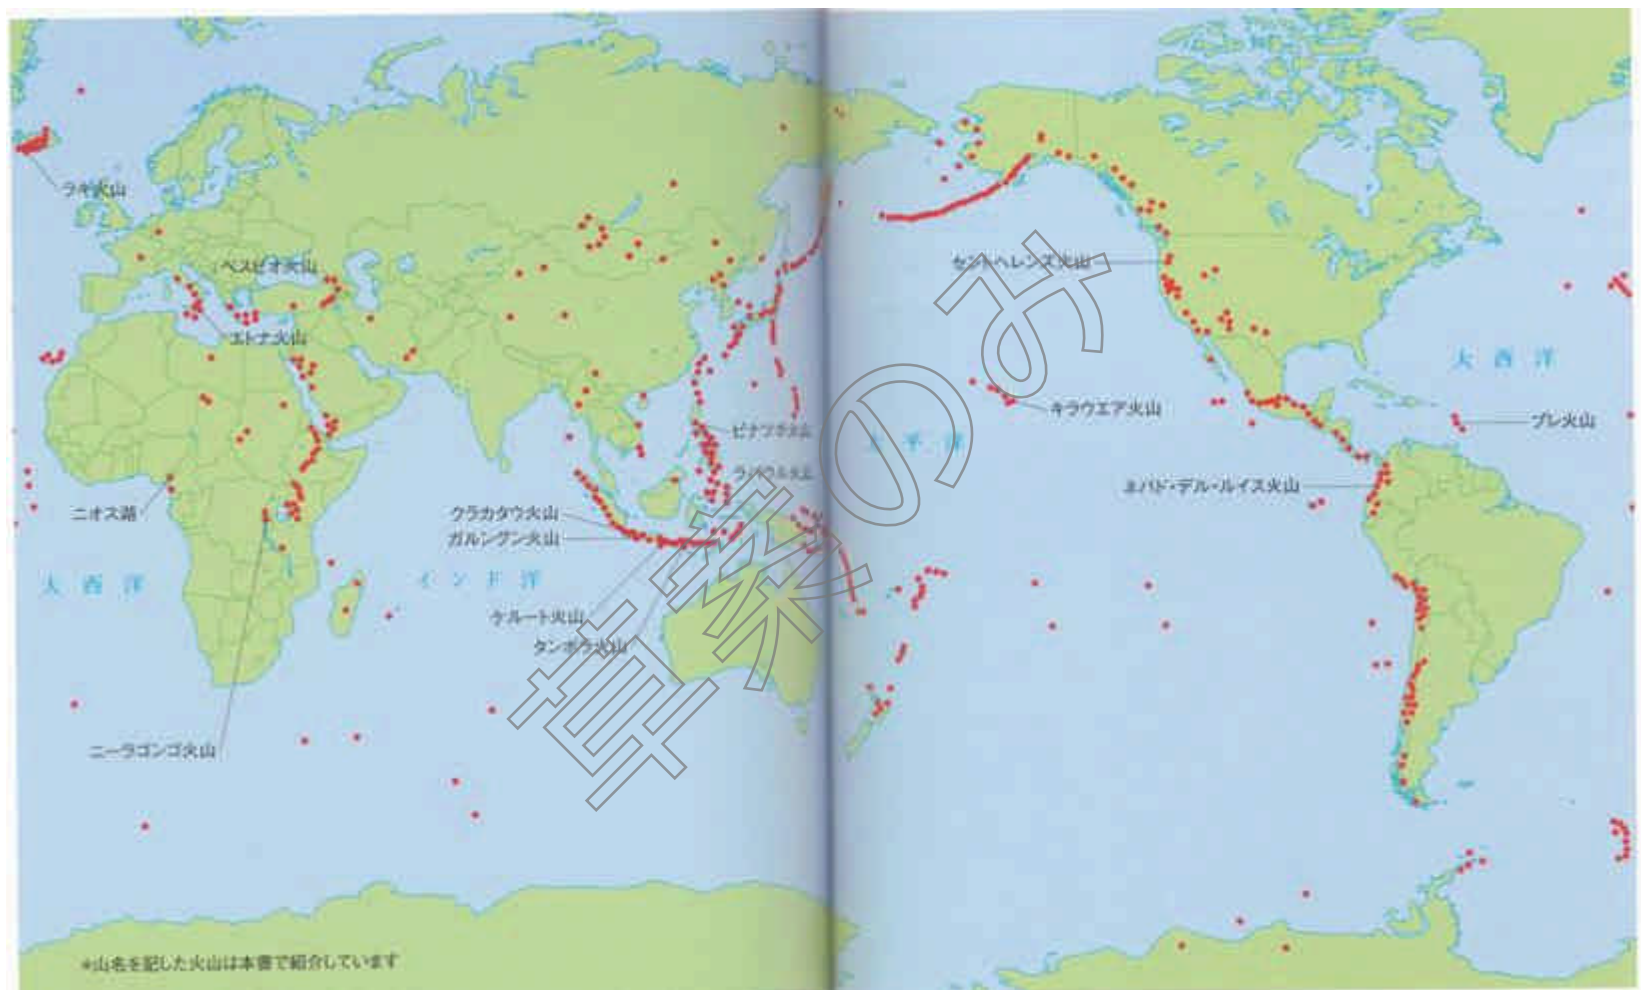 ラキ火山
ベスビオ火山
エトナ火山
セントヘレンズ火山
大西洋
キラウエア火山
プレ火山
ピナツボ火山
太平洋
ラバウル火山
ネバド・デル・ルイス火山
ニオス湖
クラカタウ火山
ガルングン火山
大西洋
インド洋
ケルート火山
タンボラ火山
ニーラゴンゴ火山
*山名を記した火山は本書で紹介しています
草案のみ